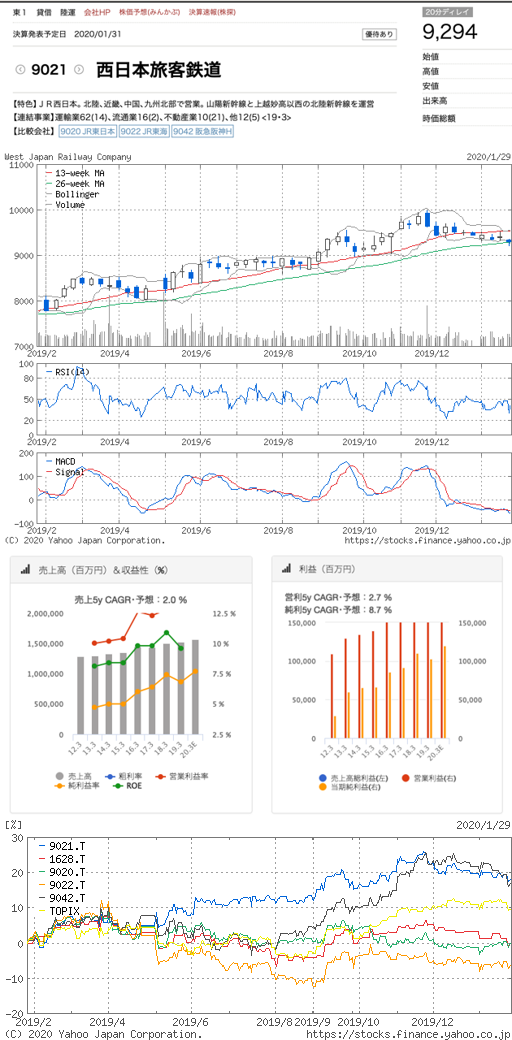 東１ 貸借 陸運 会社HP 株価予想(みんかぶ) 決算速報(株探)
20分ディレイ
決算発表予定日 2020/01/31
優待あり
9,294
9021 西日本旅客鉄道
始値
高値
安値
出来高
時価総額
【特色】ＪＲ西日本。北陸、近畿、中国、九州北部で営業。山陽新幹線と上越妙高以西の北陸新幹線を運営
【連結事業】運輸業62(14)、流通業16(2)、不動産業10(21)、他12(5) <19・3>
【比較会社】 9020 JR東日本 9022 JR東海 9042 阪急阪神H
West Japan Railway Company
2020/1/29
11000
13-week MA
26-week MA
Bollinger
Volume
10000
9000
8000
7000
2019/2 2019/4 2019/6 2019/8 2019/10 2019/12
100
RSI(14)
80
50
20
0
2019/2 2019/4 2019/6 2019/8 2019/10 2019/12
200
MACD
Signal
100
0
-100
2019/2 2019/4 2019/6 2019/8 2019/10 2019/12
(C) 2020 Yahoo Japan Corporation.
https://stocks.finance.yahoo.co.jp/
売上高（百万円）＆収益性（%）
売上5y CAGR・予想：2.0 %
2,000,000 12.5 %
1,500,000 10 %
1,000,000 7.5 %
500,000 5 %
0 2.5 %
12.3 13.3 14.3 15.3 16.3 17.3 18.3 19.3 20.3E
売上高 粗利率 営業利益率
純利益率 ROE
利益（百万円）
営利5y CAGR・予想：2.7 %
純利5y CAGR・予想：8.7 %
150,000 150,000
100,000 100,000
50,000 50,000
0 0
12.3 13.3 14.3 15.3 16.3 17.3 18.3 19.3 20.3E
売上高総利益(左) 営業利益(右)
当期純利益(右)
[%]
2020/1/29
30
9021.T
1628.T
9020.T
9022.T
9042.T
TOPIX
20
10
0
-10
-20
2019/2 2019/4 2019/6 2019/8 2019/9 2019/10 2019/12
(C) 2020 Yahoo Japan Corporation.
https://stocks.finance.yahoo.co.jp/